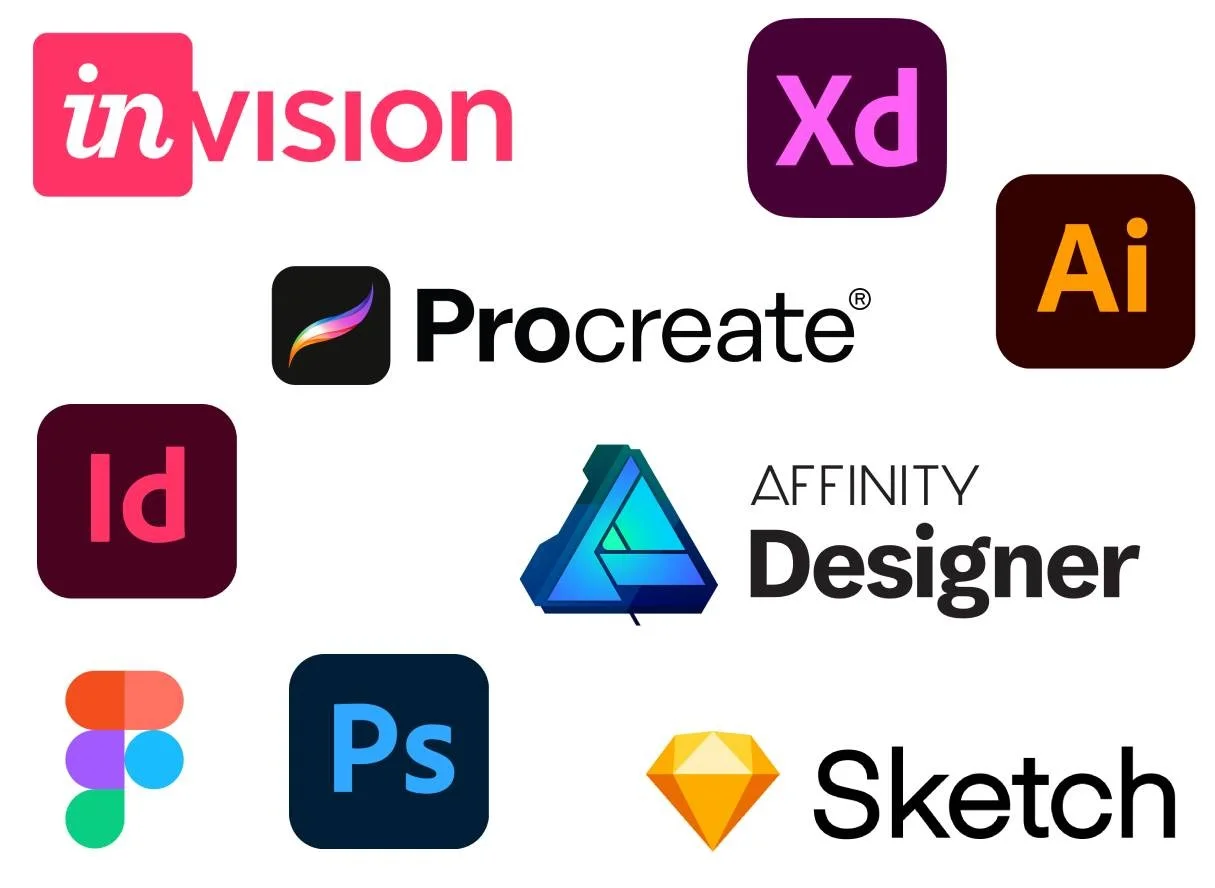 invision
Xd
Ai
Procreate®
Id
AFFINITY
Designer
Ps
Sketch